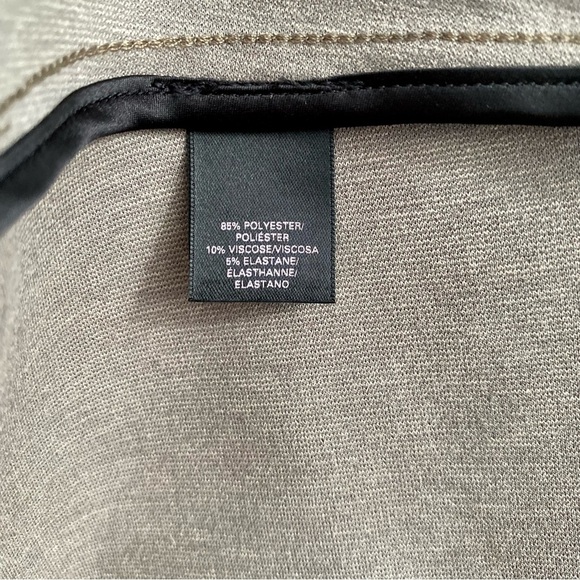 85% POLYESTER/
POLIÉSTER
10% VISCOSE/VISCOSA
5% ELASTANE/
ÉLASTHANNE/
ELASTANO